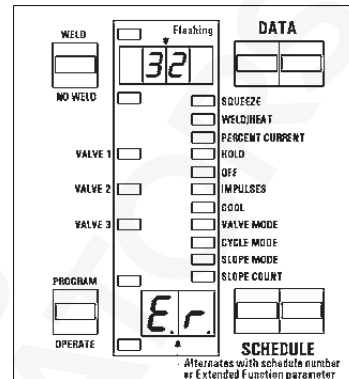 WELD
Flashing
DATA
32
NO WELD
SQUEEZE
WELD/HEAT
PERCENT CURRENT
VALVE 1
HOLD
OFF
VALVE 2
IMPULSES
COOL
VALVE 3
VALVE MODE
CYCLE MODE
SLOPE MODE
PROGRAM
SLOPE COUNT
E.r.
OPERATE
SCHEDULE
Alternates with schedule number
or Extended Function parameter